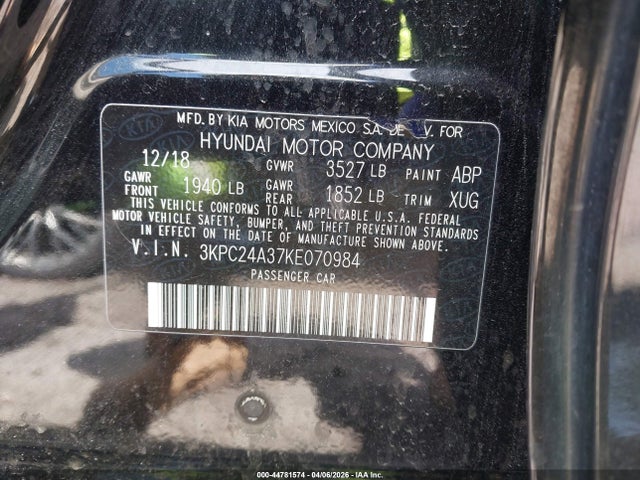 MFD. BY KIA MOTORS MEXICO S.A. DE .V. FOR
HYUNDAI MOTOR COMPANY
12/18 GVWR 3527 LB PAINT ABP
GAWR FRONT 1940 LB GAWR REAR 1852 LB TRIM XUG
THIS VEHICLE CONFORMS TO ALL APPLICABLE U.S.A. FEDERAL
MOTOR VEHICLE SAFETY, BUMPER, AND THEFT PREVENTION STANDARDS
IN EFFECT ON THE DATE OF MANUFACTURE SHOWN ABOVE.
V.I.N. 3KPC24A37KE070984
PASSENGER CAR
000-44781574 | 04/06/2026 | IAA Inc.